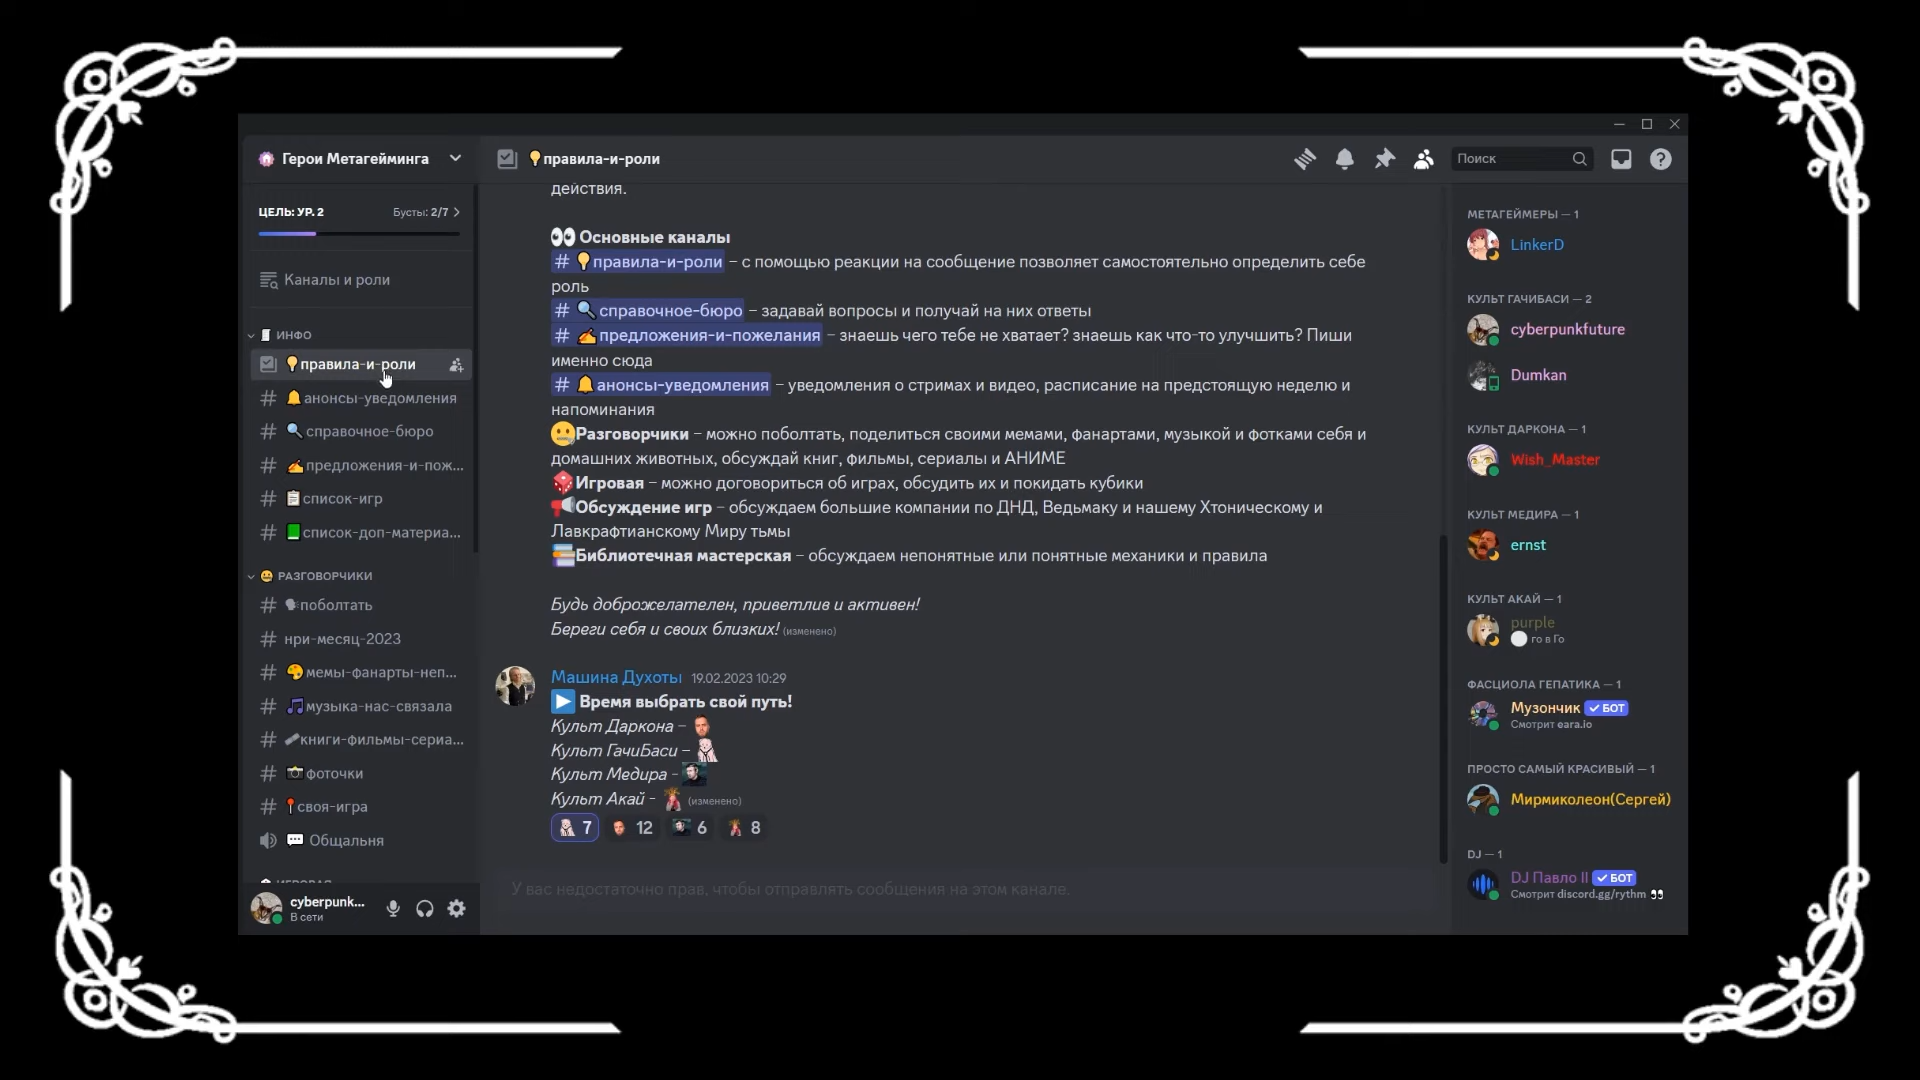 Герои Метагейминга
правила-и-роли
Поиск
ЦЕЛЬ: УР. 2
Бусты: 2/7
Каналы и роли
ИНФО
правила-и-роли
# анонсы-уведомления
# справочное-бюро
# предложения-и-пож...
# список-игр
# список-доп-материа...
РАЗГОВОРЧИКИ
# поболтать
# нри-месяц-2023
# мемы-фанарты-неп...
# музыка-нас-связала
# книги-фильмы-сериа...
# фоточки
# своя-игра
Общальня
ИГРОВАЯ
cyberpunk...
В сети
действия.
Основные каналы
# правила-и-роли – с помощью реакции на сообщение позволяет самостоятельно определить себе
роль
# справочное-бюро – задавай вопросы и получай на них ответы
# предложения-и-пожелания – знаешь чего тебе не хватает? знаешь как что-то улучшить? Пиши
именно сюда
# анонсы-уведомления – уведомления о стримах и видео, расписание на предстоящую неделю и
напоминания
Разговорчики – можно поболтать, поделиться своими мемами, фанартами, музыкой и фотками себя и
домашних животных, обсуждай книг, фильмы, сериалы и АНИМЕ
Игровая – можно договориться об играх, обсудить их и покидать кубики
Обсуждение игр – обсуждаем большие компании по ДНД, Ведьмаку и нашему Хтоническому и
Лавкрафтианскому Миру тьмы
Библиотечная мастерская – обсуждаем непонятные или понятные механики и правила
Будь доброжелателен, приветлив и активен!
Береги себя и своих близких! (изменено)
Машина Духоты 19.02.2023 10:29
Время выбрать свой путь!
Культ Даркона –
Культ ГачиБаси –
Культ Медира –
Культ Акай – (изменено)
7 12 6 8
У вас недостаточно прав, чтобы отправлять сообщения на этом канале.
МЕТАГЕЙМЕРЫ — 1
LinkerD
КУЛЬТ ГАЧИБАСИ — 2
cyberpunkfuture
Dumkan
КУЛЬТ ДАРКОНА — 1
Wish_Master
КУЛЬТ МЕДИРА — 1
ernst
КУЛЬТ АКАЙ — 1
purple
го в Го
ФАСЦИОЛА ГЕПАТИКА — 1
Музончик БОТ
Смотрит eara.io
ПРОСТО САМЫЙ КРАСИВЫЙ — 1
Мирмиколеон(Сергей)
DJ — 1
DJ Павло II БОТ
Смотрит discord.gg/rythm